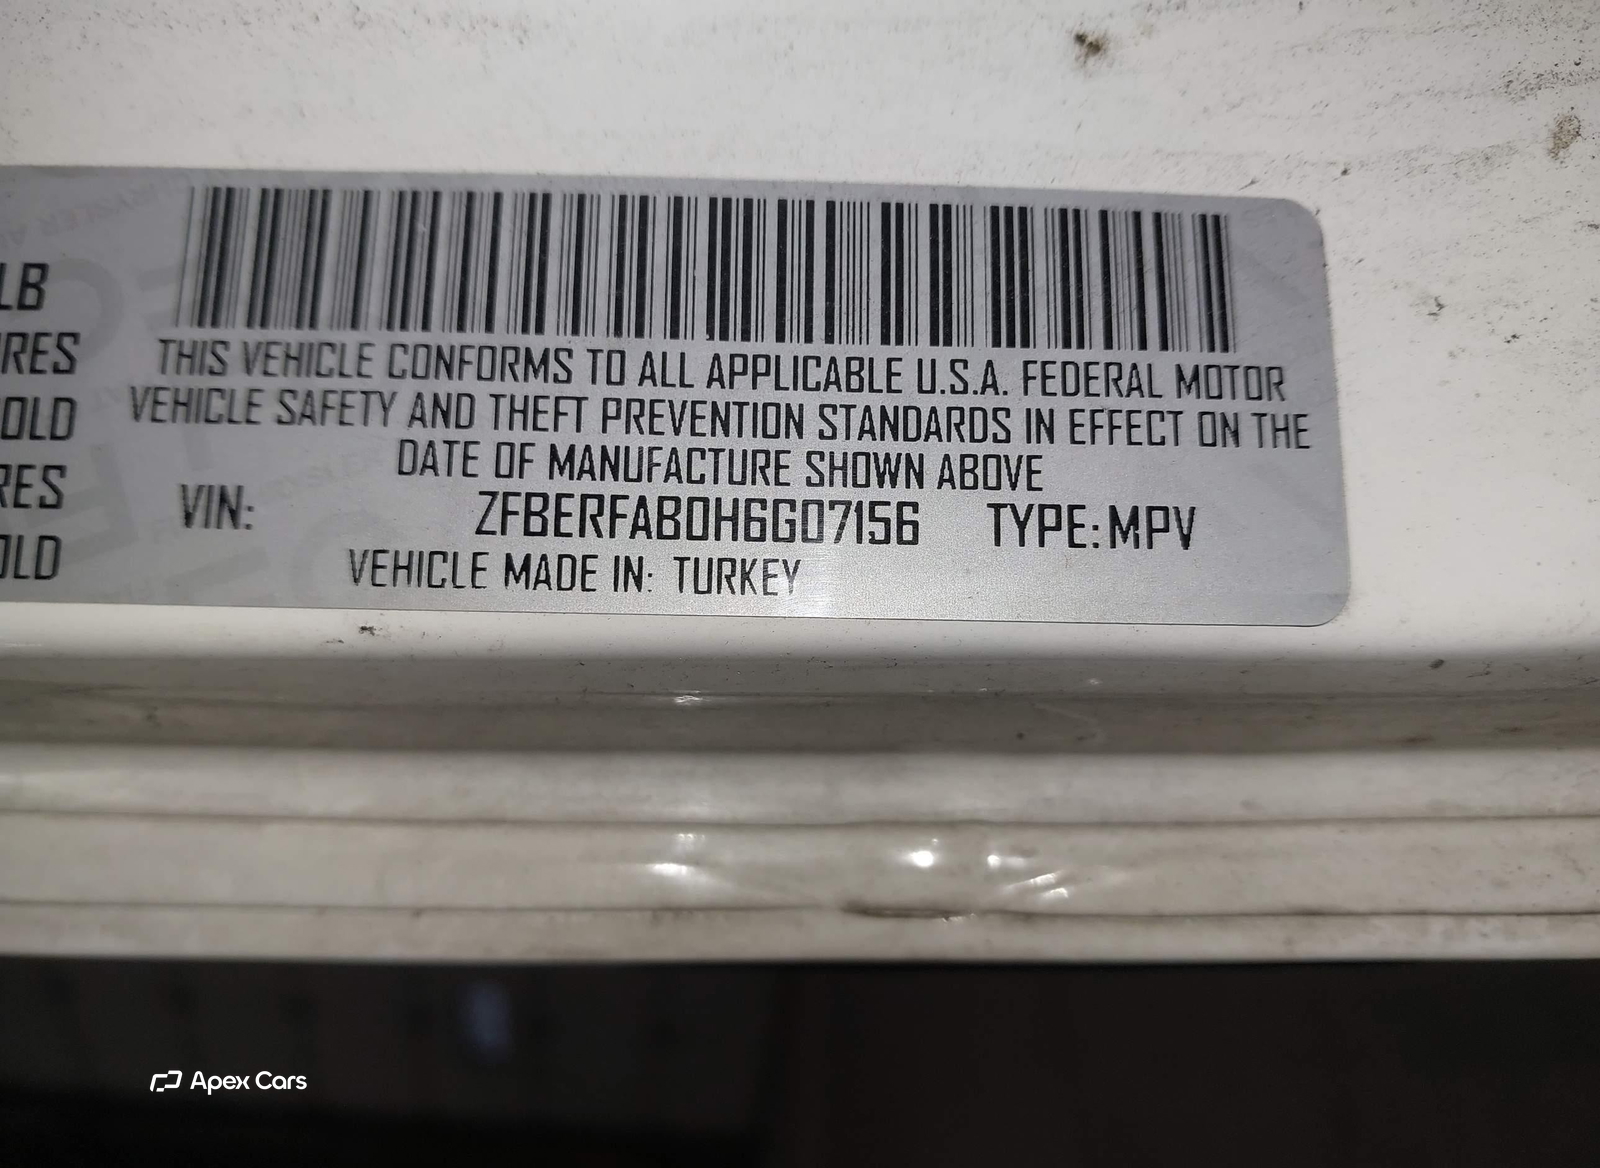 LB
RES
OLD
RES
OLD
THIS VEHICLE CONFORMS TO ALL APPLICABLE U.S.A. FEDERAL MOTOR
VEHICLE SAFETY AND THEFT PREVENTION STANDARDS IN EFFECT ON THE
DATE OF MANUFACTURE SHOWN ABOVE
VIN: ZFBERFAB0H6G07156 TYPE: MPV
VEHICLE MADE IN: TURKEY
Apex Cars